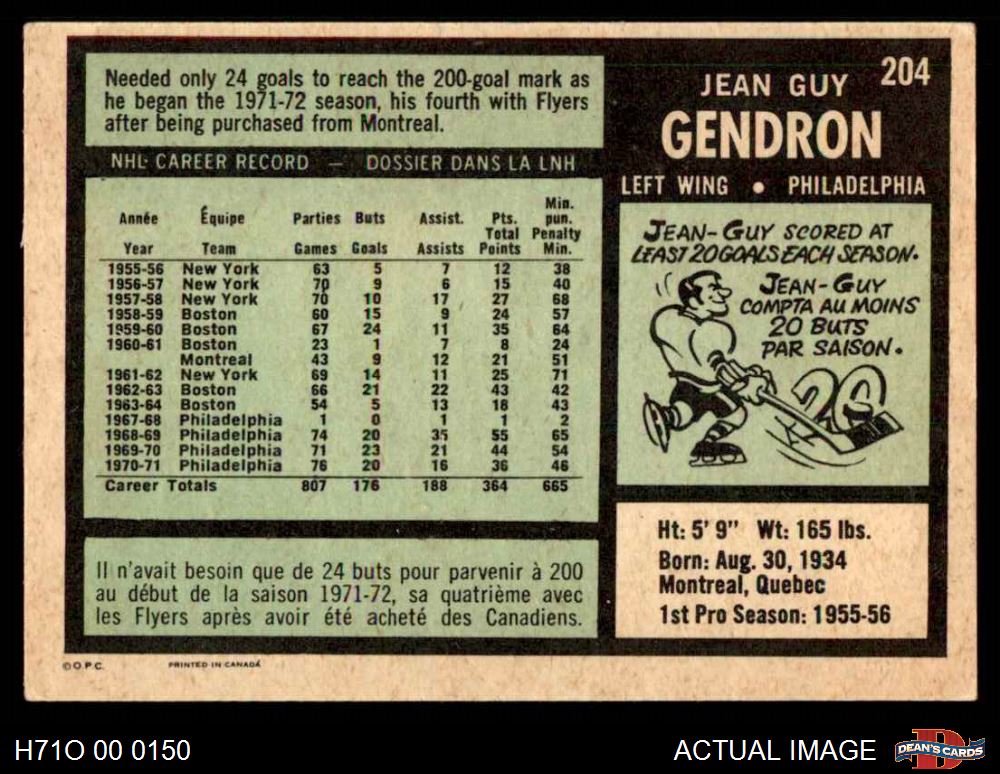 Needed only 24 goals to reach the 200-goal mark as
he began the 1971-72 season, his fourth with Flyers
after being purchased from Montreal.
NHL CAREER RECORD — DOSSIER DANS LA LNH
Année Équipe Parties Buts Assist. Pts. Total Min. pun.
Year Team Games Goals Assists Points Penalty Min.
1955-56 New York 63 5 7 12 38
1956-57 New York 70 9 6 15 40
1957-58 New York 70 10 17 27 68
1958-59 Boston 60 15 9 24 57
1959-60 Boston 67 24 11 35 64
1960-61 Boston 23 1 7 8 24
Montreal 43 9 12 21 51
1961-62 New York 69 14 11 25 71
1962-63 Boston 66 21 22 43 42
1963-64 Boston 54 5 13 18 43
1967-68 Philadelphia 1 0 1 1 2
1968-69 Philadelphia 74 20 35 55 65
1969-70 Philadelphia 71 23 21 44 54
1970-71 Philadelphia 76 20 16 36 46
Career Totals 807 176 188 364 665
Il n'avait besoin que de 24 buts pour parvenir à 200
au début de la saison 1971-72, sa quatrième avec
les Flyers après avoir été acheté des Canadiens.
204
JEAN GUY
GENDRON
LEFT WING • PHILADELPHIA
JEAN-GUY SCORED AT
LEAST 20 GOALS EACH SEASON.
JEAN-GUY
COMPTA AU MOINS
20 BUTS
PAR SAISON.
20
Ht: 5' 9" Wt: 165 lbs.
Born: Aug. 30, 1934
Montreal, Quebec
1st Pro Season: 1955-56
© O.P.C. PRINTED IN CANADA
H71O 00 0150
ACTUAL IMAGE
D
DEAN'S CARDS